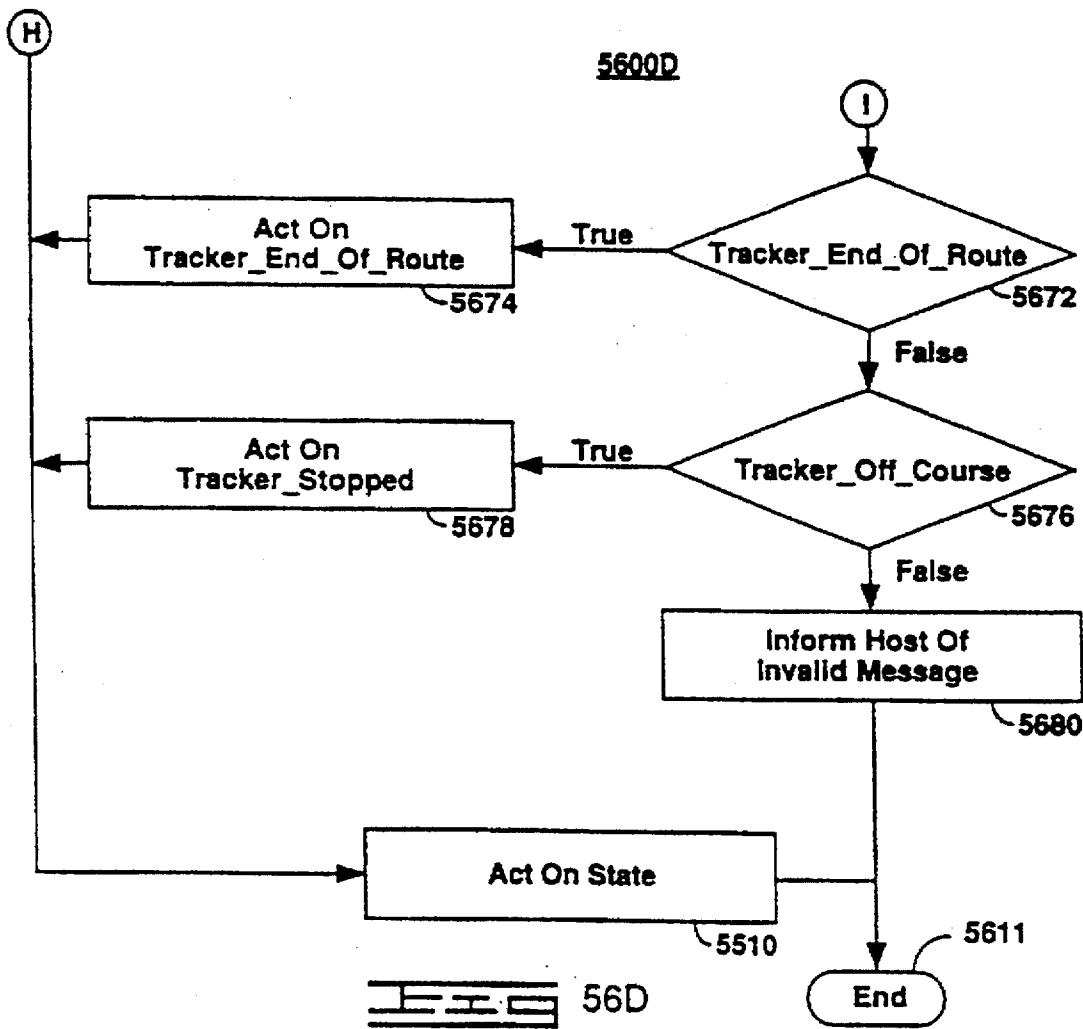 H
5600D
I
Act On
Tracker_End_Of_Route
5674
True
Tracker_End_Of_Route
5672
False
Act On
Tracker_Stopped
5678
True
Tracker_Off_Course
5676
False
Inform Host Of
Invalid Message
5680
Act On State
5510
5611
End
56D